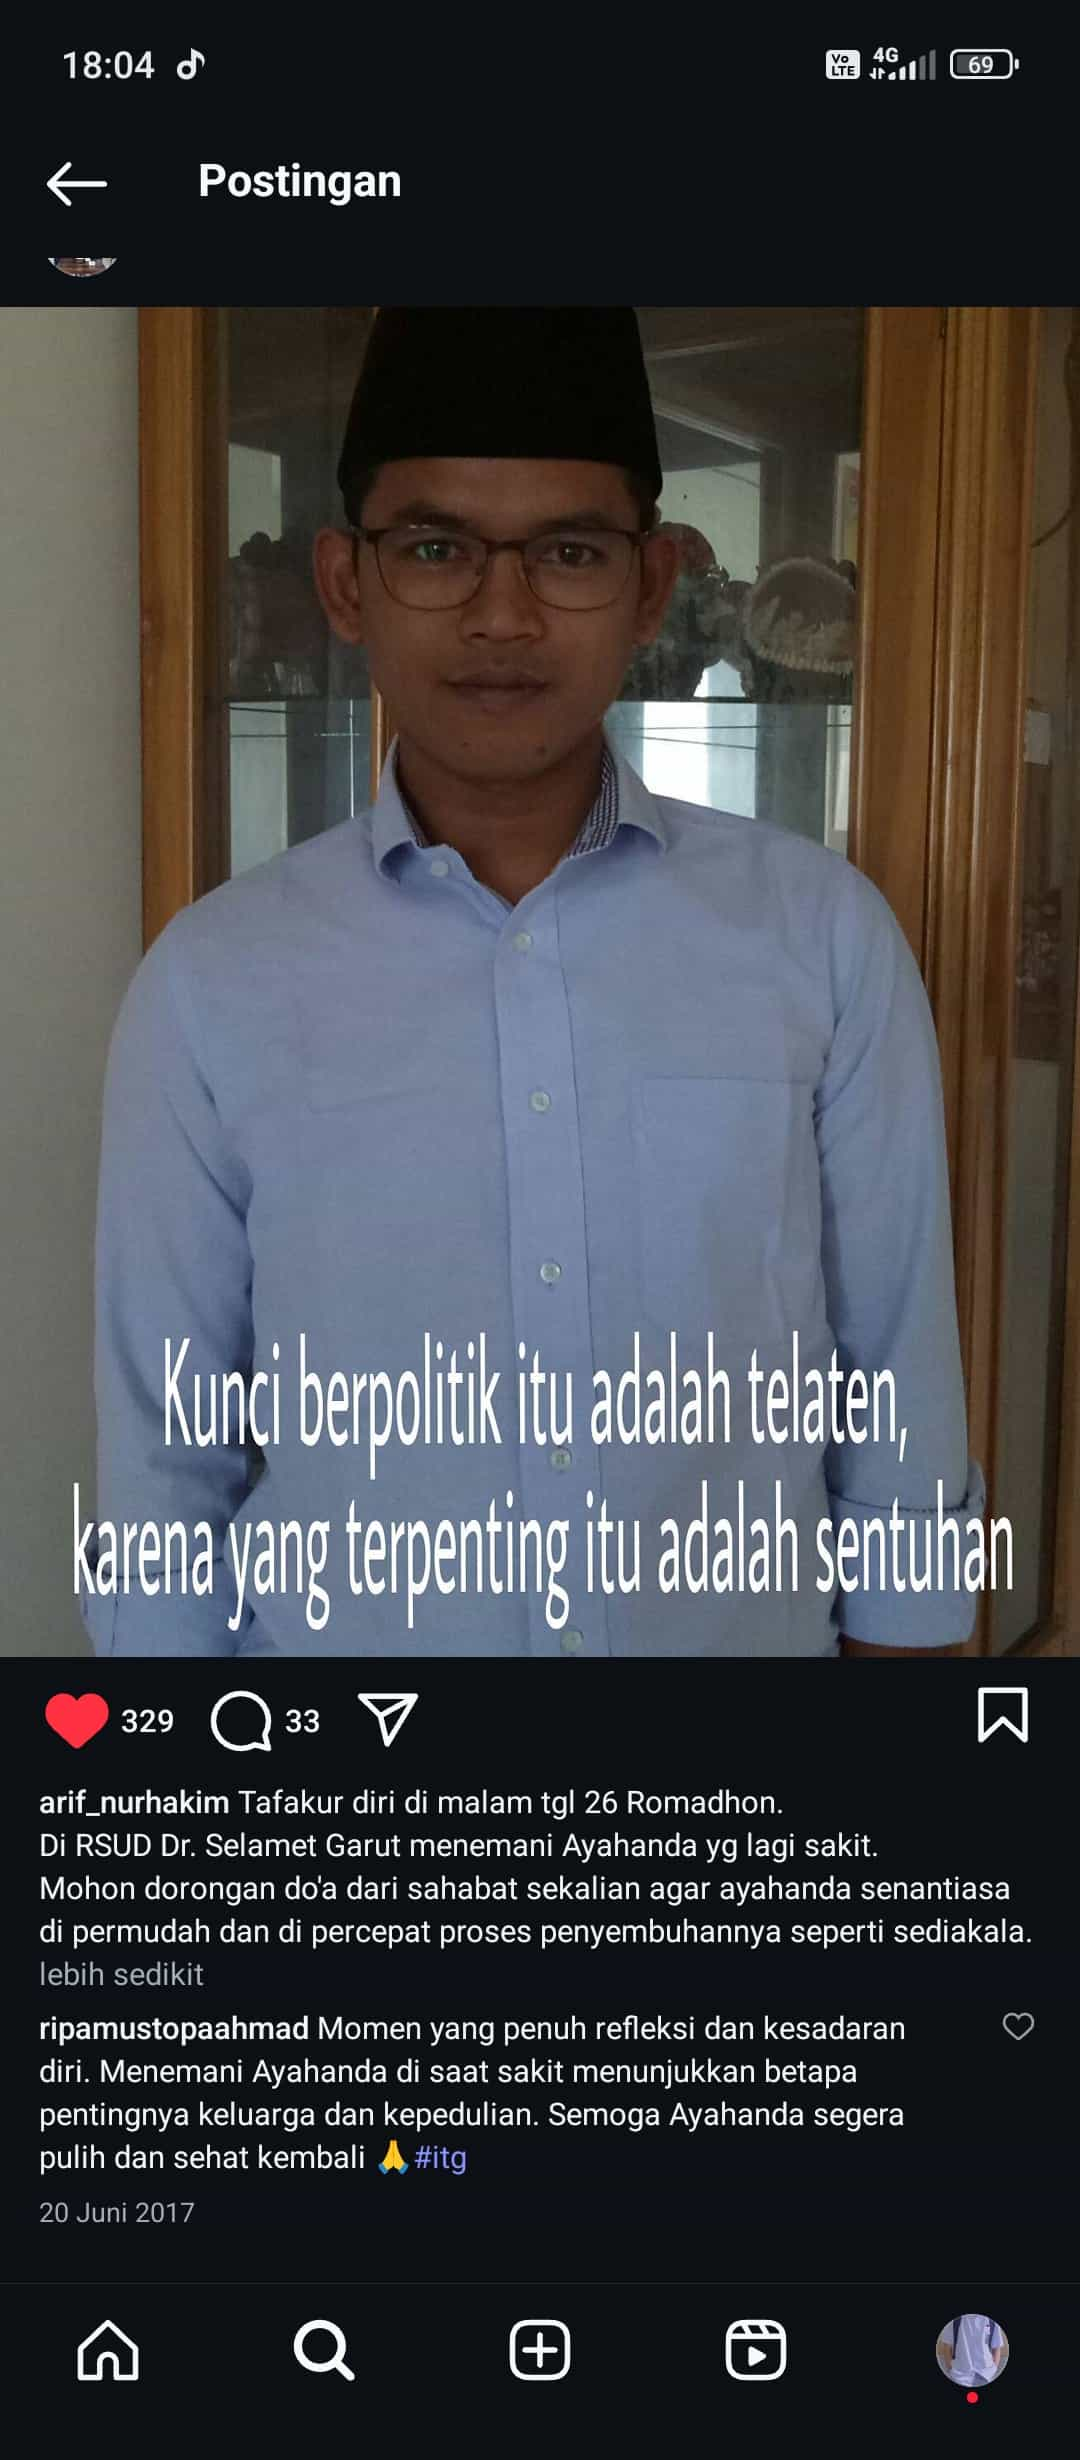 18:04
Vo LTE 4G 69
Postingan
Kunci berpolitik itu adalah telaten,
karena yang terpenting itu adalah sentuhan
329 33
arif_nurhakim Tafakur diri di malam tgl 26 Romadhon.
Di RSUD Dr. Selamet Garut menemani Ayahanda yg lagi sakit.
Mohon dorongan do'a dari sahabat sekalian agar ayahanda senantiasa
di permudah dan di percepat proses penyembuhannya seperti sediakala.
lebih sedikit
ripamustopaahmad Momen yang penuh refleksi dan kesadaran
diri. Menemani Ayahanda di saat sakit menunjukkan betapa
pentingnya keluarga dan kepedulian. Semoga Ayahanda segera
pulih dan sehat kembali 🙏#itg
20 Juni 2017